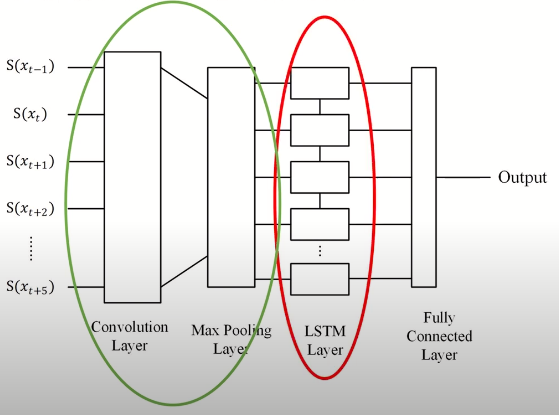 S(x_{t−1})
S(x_t)
S(x_{t+1})
S(x_{t+2})
S(x_{t+5})
Convolution
Layer
Max Pooling
Layer
LSTM
Layer
Fully
Connected
Layer
Output